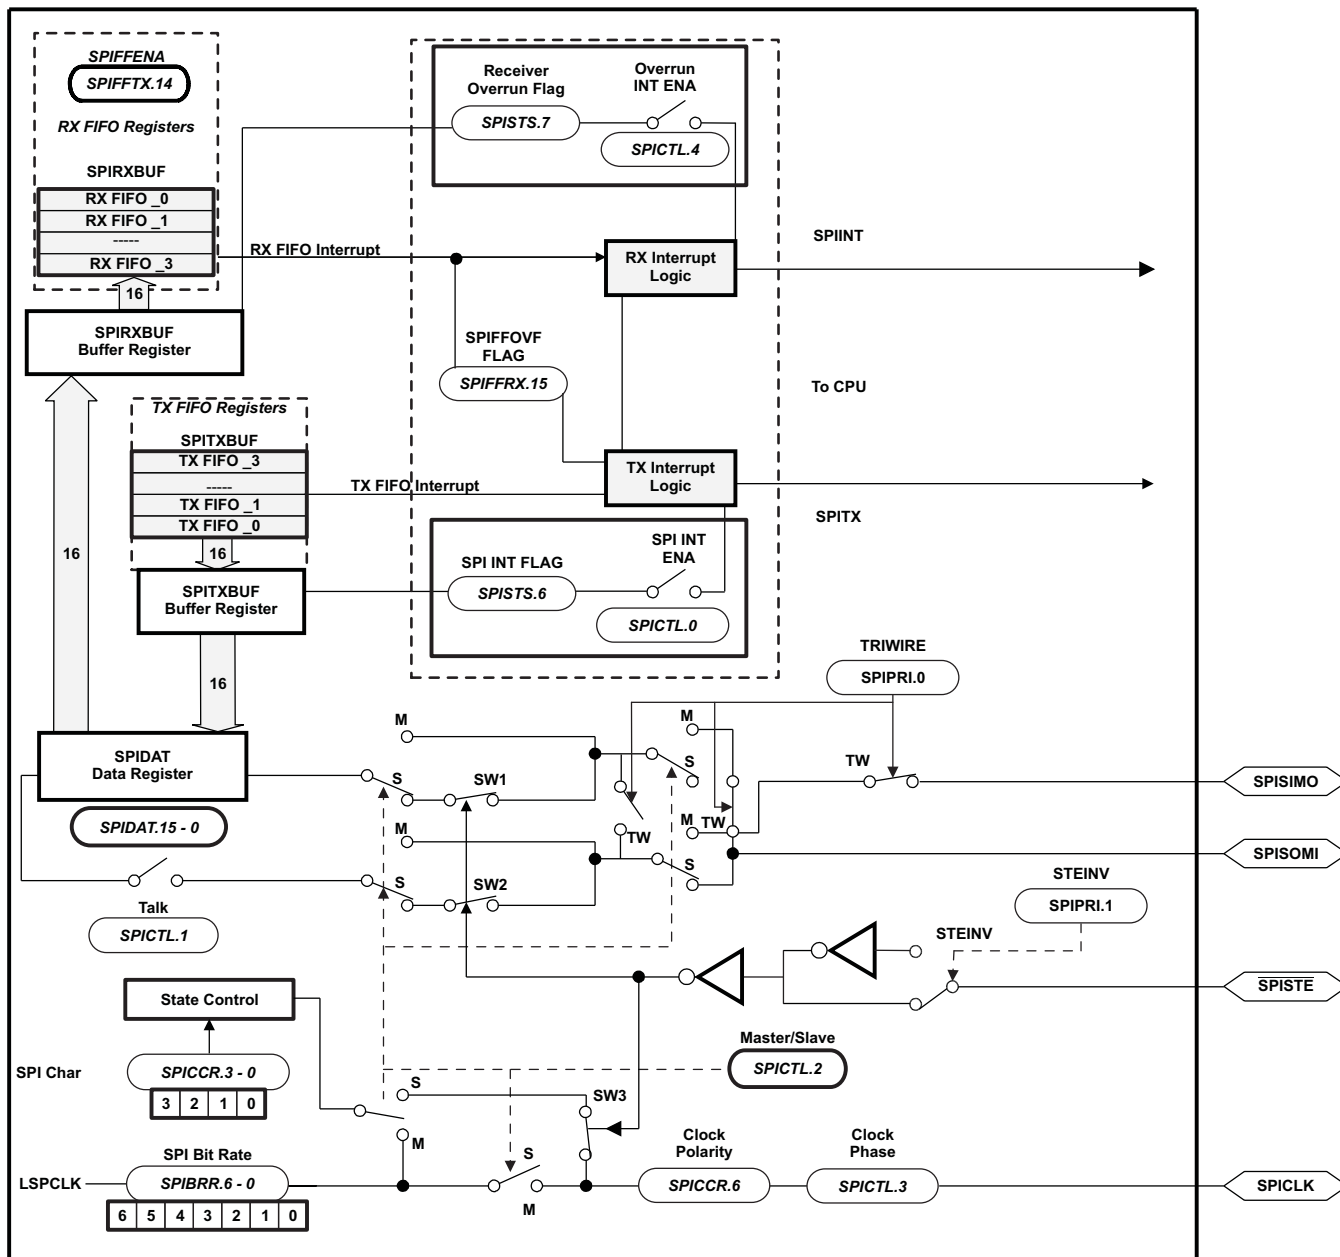 SPIFFENA
SPIFFTX.14
RX FIFO Registers
SPIRXBUF
RX FIFO _0
RX FIFO _1
-----
RX FIFO _3
16
SPIRXBUF
Buffer Register
Receiver
Overrun Flag
SPISTS.7
Overrun
INT ENA
SPICTL.4
RX FIFO Interrupt
RX Interrupt
Logic
SPIINT
SPIFFOVF
FLAG
SPIFFRX.15
To CPU
TX FIFO Registers
SPITXBUF
TX FIFO _3
-----
TX FIFO _1
TX FIFO _0
TX FIFO Interrupt
TX Interrupt
Logic
SPITX
16
16
SPITXBUF
Buffer Register
16
SPI INT FLAG
SPISTS.6
SPI INT
ENA
SPICTL.0
TRIWIRE
SPIPRI.0
SPIDAT
Data Register
SPIDAT.15 - 0
M
S
SW1
M
S
SW2
TW
M
S
M
TW
S
TW
SPISIMO
SPISOMI
Talk
SPICTL.1
STEINV
SPIPRI.1
STEINV
SPISTE
State Control
SPI Char
SPICCR.3 - 0
3 2 1 0
Master/Slave
SPICTL.2
S
M
SW3
S
M
SPI Bit Rate
LSPCLK
SPIBRR.6 - 0
6 5 4 3 2 1 0
Clock
Polarity
SPICCR.6
Clock
Phase
SPICTL.3
SPICLK